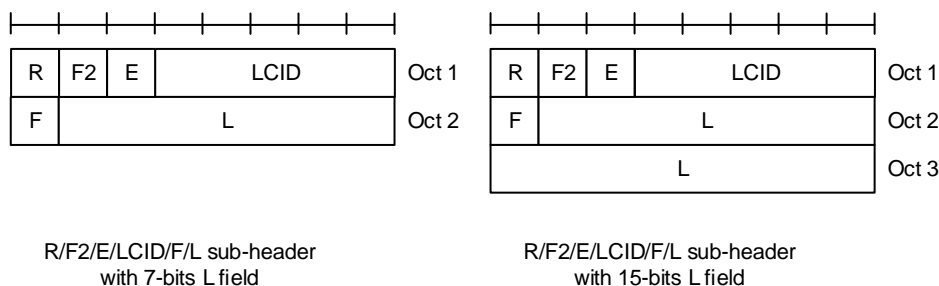 R F2 E LCID Oct 1
F L Oct 2
R/F2/E/LCID/F/L sub-header
with 7-bits L field
R F2 E LCID Oct 1
F L Oct 2
L Oct 3
R/F2/E/LCID/F/L sub-header
with 15-bits L field